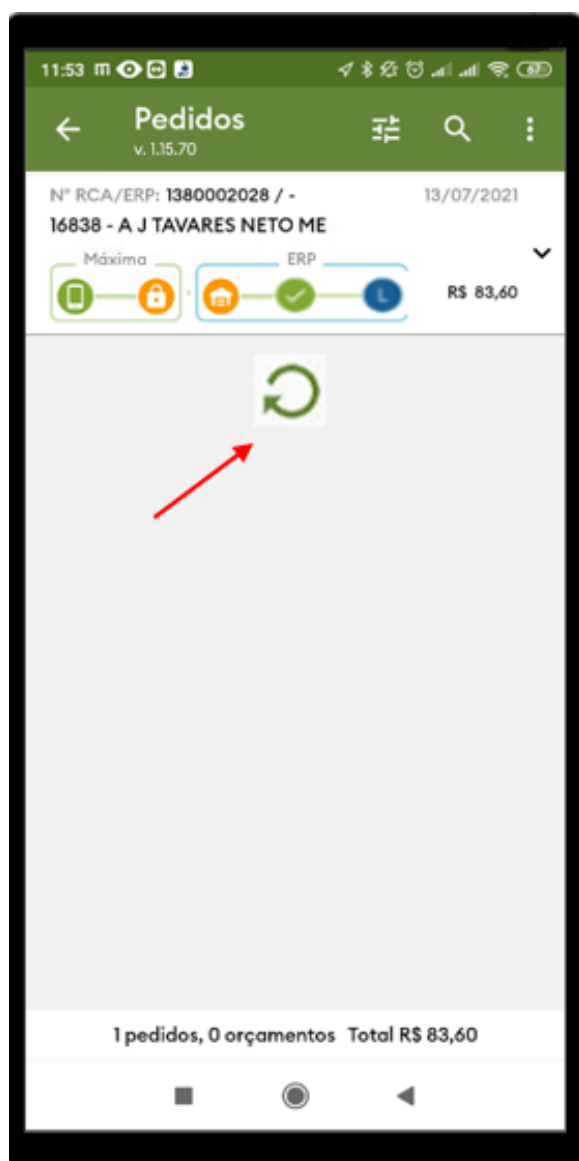 11:53 m
67
Pedidos
v. 1.15.70
N° RCA/ERP: 1380002028 / - 13/07/2021
16838 - A J TAVARES NETO ME
Máxima ERP
L R$ 83,60
1 pedidos, 0 orçamentos Total R$ 83,60